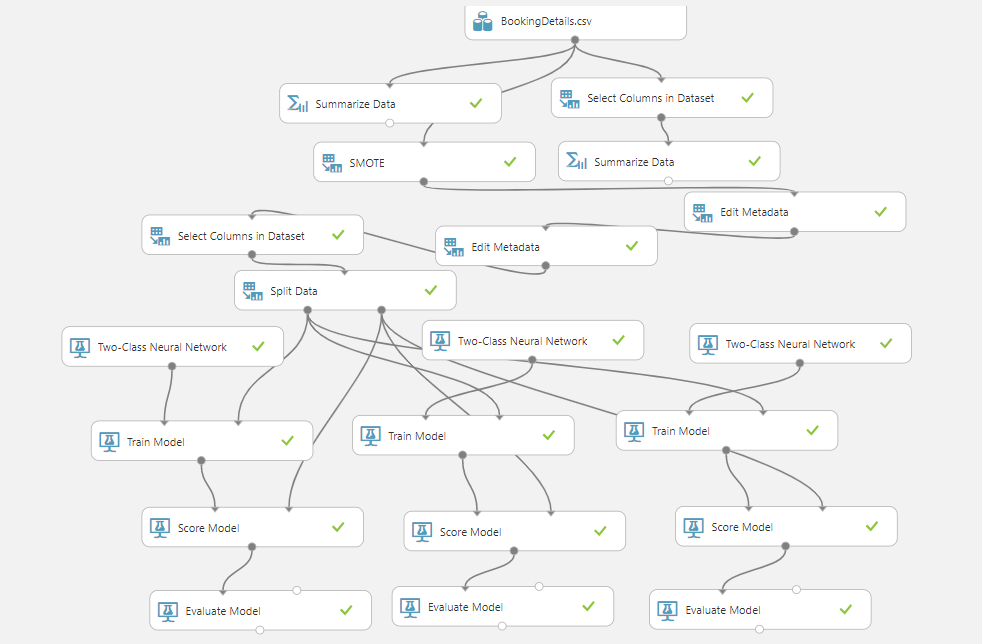 BookingDetails.csv
Summarize Data
Select Columns in Dataset
SMOTE
Summarize Data
Edit Metadata
Select Columns in Dataset
Edit Metadata
Split Data
Two-Class Neural Network
Two-Class Neural Network
Two-Class Neural Network
Train Model
Train Model
Train Model
Score Model
Score Model
Score Model
Evaluate Model
Evaluate Model
Evaluate Model